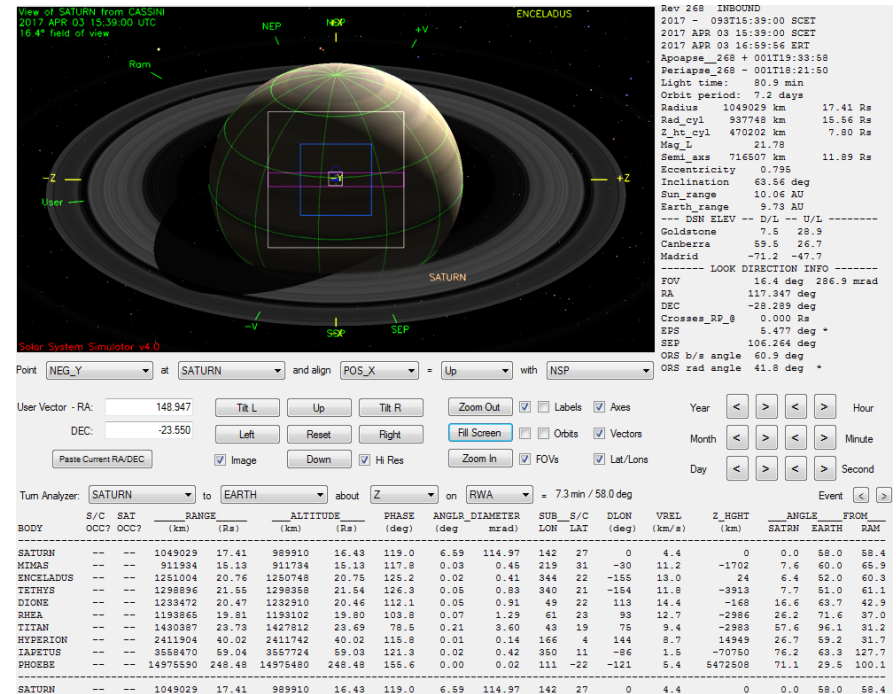 View of SATURN from CASSINI
2017 APR 03 15:39:00 UTC
16.4° field of view
NEP
+V
ENCELADUS
Ram
-Z
-Y
+Z
User
SATURN
-V
SEP
Solar System Simulator v4.0
Rev 268 INBOUND
2017 - 093T15:39:00 SCET
2017 APR 03 15:39:00 SCET
2017 APR 03 16:59:56 ERT
Apoapse_268 + 001T19:33:58
Periapse_268 - 001T18:21:50
Light time: 80.9 min
Orbit period: 7.2 days
Radius 1049029 km 17.41 Rs
Rad_cyl 937748 km 15.56 Rs
Z_ht_cyl 470202 km 7.80 Rs
Mag_L 21.78
Semi_axs 716507 km 11.89 Rs
Eccentricity 0.795
Inclination 63.56 deg
Sun_range 10.06 AU
Earth_range 9.73 AU
--- DSN ELEV -- D/L -- U/L --------
Goldstone 7.5 28.9
Canberra 59.5 26.7
Madrid -71.2 -47.7
------- LOOK DIRECTION INFO -------
FOV 16.4 deg 286.9 mrad
RA 117.347 deg
DEC -28.289 deg
Crosses_RP_@ 0.000 Rs
EPS 5.477 deg *
SEP 106.264 deg
ORS b/s angle 60.9 deg
ORS rad angle 41.8 deg *
Point NEG_Y at SATURN and align POS_X = Up with NSP
User Vector - RA: 148.947 Tilt L Up Tilt R Zoom Out Labels Axes Year < > < > Hour
DEC: -23.550 Left Reset Right Fill Screen Orbits Vectors Month < > < > Minute
Paste Current RA/DEC Image Down Hi Res Zoom In FOVs Lat/Lons Day < > < > Second
Turn Analyzer: SATURN to EARTH about Z on RWA = 7.3 min / 58.0 deg Event < >
S/C SAT ____RANGE____ ___ALTITUDE___ PHASE ANGLR_DIAMETER SUB__S/C DLON VREL Z_HGHT ___ANGLE___FROM___
BODY OCC? OCC? (km) (Rs) (km) (Rs) (deg) (deg mrad) LON LAT (deg) (km/s) (km) SATRN EARTH RAM
SATURN -- -- 1049029 17.41 989910 16.43 119.0 6.59 114.97 142 27 0 4.4 0 0.0 58.0 58.4
MIMAS -- -- 911934 15.13 911734 15.13 117.8 0.03 0.45 219 31 -30 11.2 -1702 7.6 60.0 65.9
ENCELADUS -- -- 1251004 20.76 1250748 20.75 125.2 0.02 0.41 344 22 -155 13.0 24 6.4 52.0 60.3
TETHYS -- -- 1298896 21.55 1298358 21.54 126.3 0.05 0.83 340 21 -154 11.8 -3913 7.7 51.0 61.1
DIONE -- -- 1233472 20.47 1232910 20.46 112.1 0.05 0.91 49 22 113 14.4 -168 16.6 63.7 42.9
RHEA -- -- 1193865 19.81 1193102 19.80 103.8 0.07 1.29 61 23 93 12.7 -2986 26.2 71.6 37.0
TITAN -- -- 1430387 23.73 1427812 23.69 78.5 0.21 3.60 43 19 75 9.4 -2983 57.6 96.1 31.2
HYPERION -- -- 2411904 40.02 2411742 40.02 115.8 0.01 0.14 166 4 144 8.7 14949 26.7 59.2 31.7
IAPETUS -- -- 3558470 59.04 3557724 59.03 121.3 0.02 0.42 350 11 -86 1.5 -70750 76.2 63.3 127.7
PHOEBE -- -- 14975590 248.48 14975480 248.48 155.6 0.00 0.02 111 -22 -121 5.4 5472508 71.1 29.5 100.1
SATURN -- -- 1049029 17.41 989910 16.43 119.0 6.59 114.97 142 27 0 4.4 0 0.0 58.0 58.4